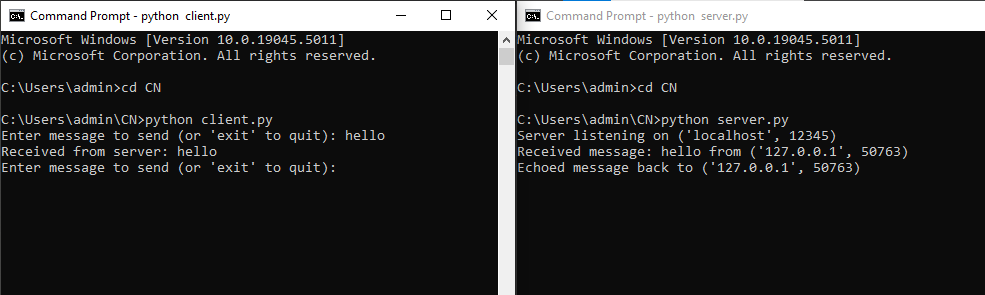 Command Prompt - python  client.py
Microsoft Windows [Version 10.0.19045.5011]
(c) Microsoft Corporation. All rights reserved.
C:\Users\admin>cd CN
C:\Users\admin\CN>python client.py
Enter message to send (or 'exit' to quit): hello
Received from server: hello
Enter message to send (or 'exit' to quit):
Command Prompt - python  server.py
Microsoft Windows [Version 10.0.19045.5011]
(c) Microsoft Corporation. All rights reserved.
C:\Users\admin>cd CN
C:\Users\admin\CN>python server.py
Server listening on ('localhost', 12345)
Received message: hello from ('127.0.0.1', 50763)
Echoed message back to ('127.0.0.1', 50763)